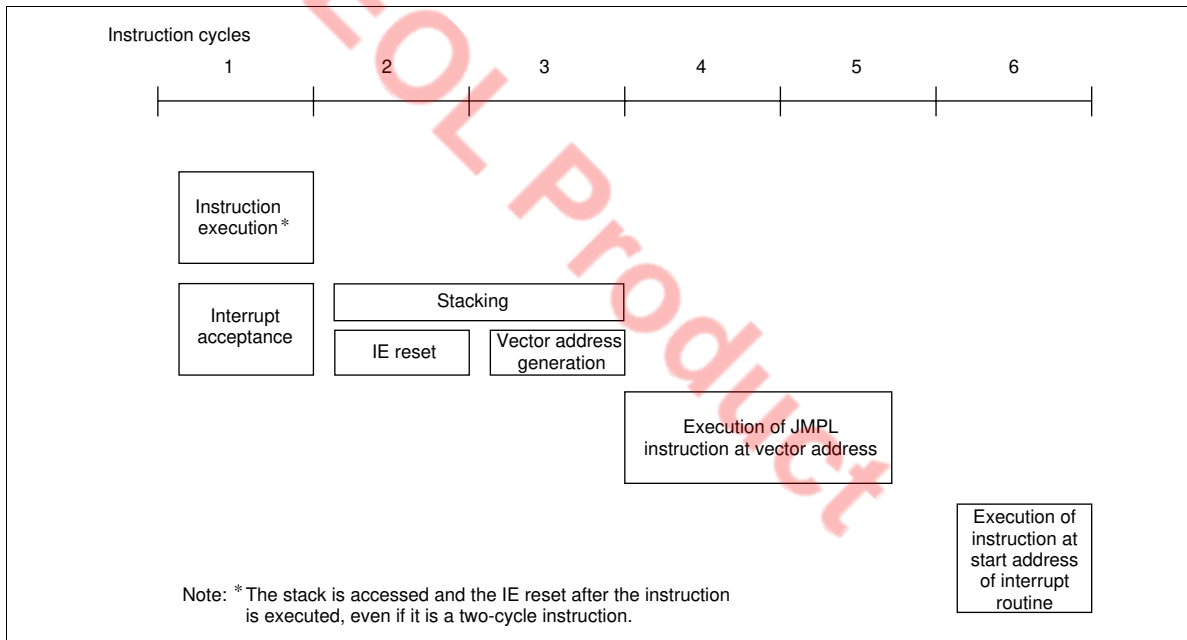 Instruction cycles
1 2 3 4 5 6
Instruction
execution*
Interrupt
acceptance
Stacking
IE reset
Vector address
generation
Execution of JMPL
instruction at vector address
Execution of
instruction at
start address
of interrupt
routine
Note: * The stack is accessed and the IE reset after the instruction
is executed, even if it is a two-cycle instruction.
EOL Product